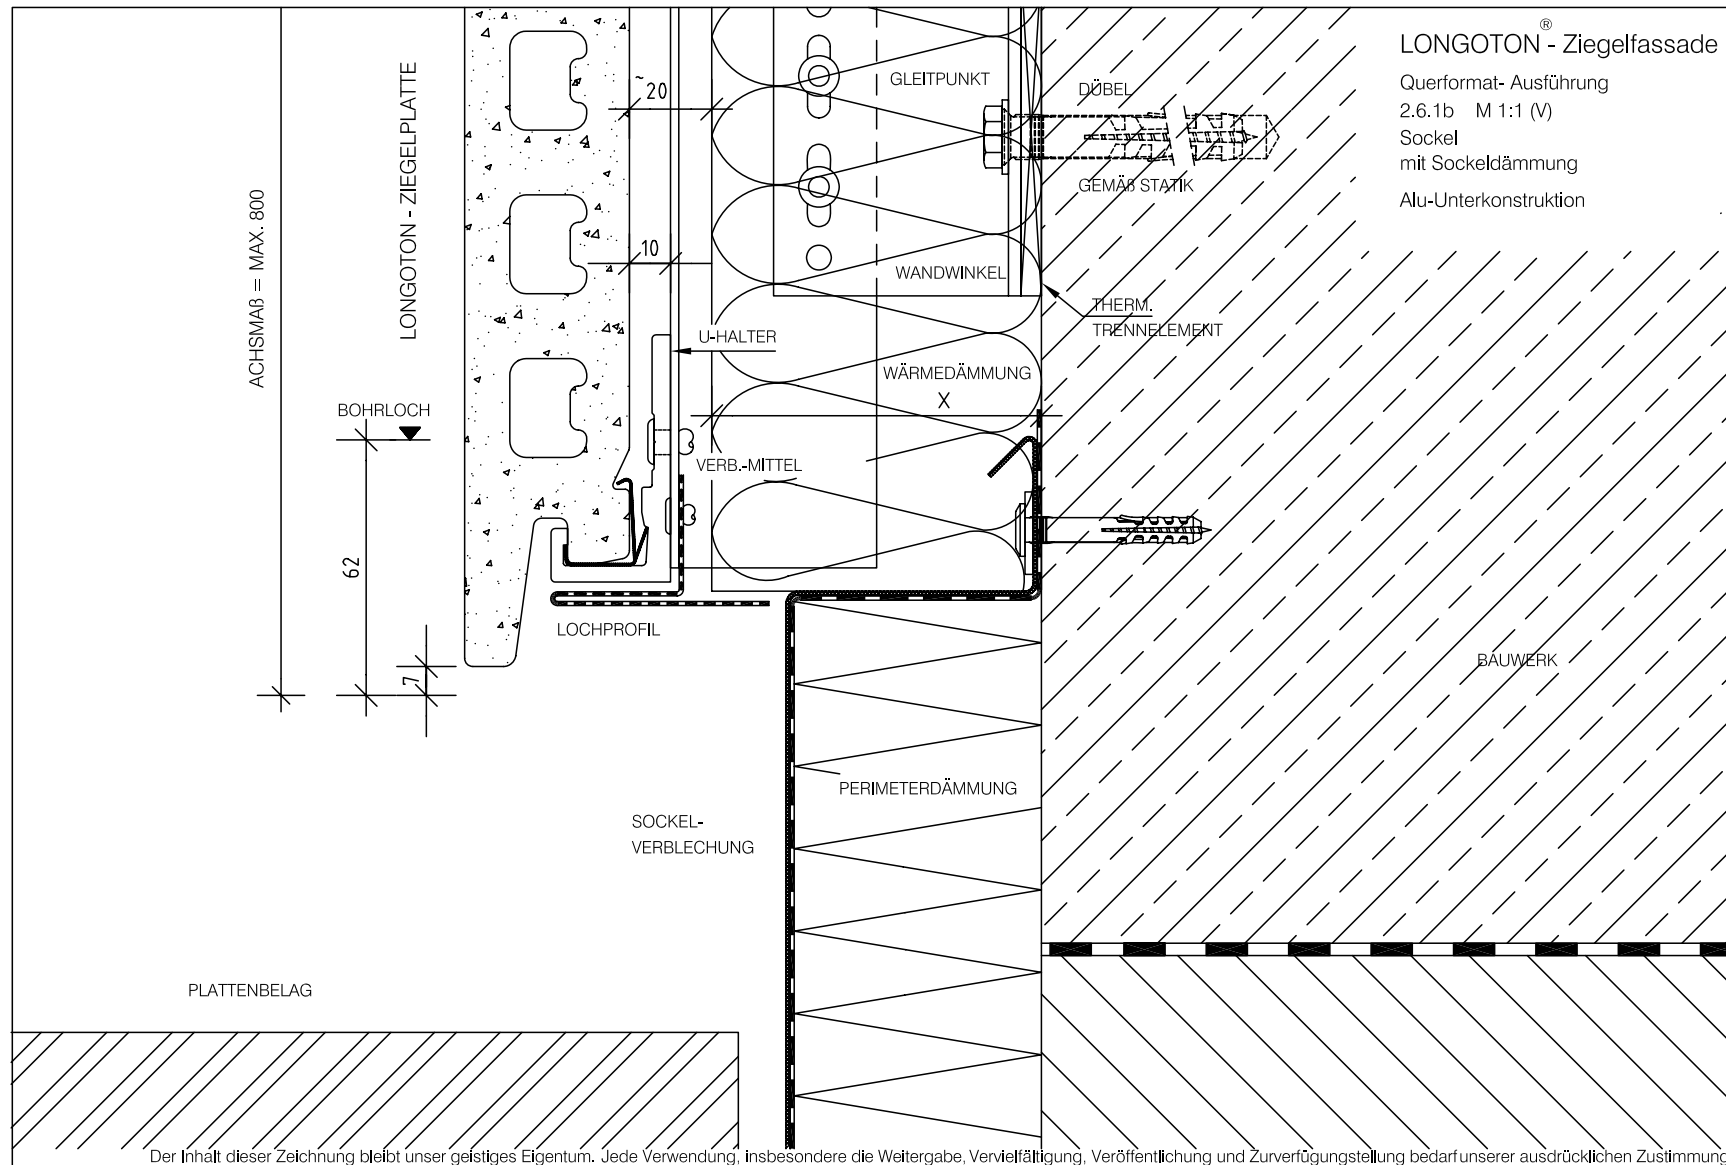 LONGOTON® - Ziegelfassade
Querformat- Ausführung
2.6.1b M 1:1 (V)
Sockel
mit Sockeldämmung
Alu-Unterkonstruktion
ACHSMAß = MAX. 800
LONGOTON - ZIEGELPLATTE
~20
GLEITPUNKT
DÜBEL
GEMÄß STATIK
10
WANDWINKEL
THERM.
TRENNELEMENT
U-HALTER
WÄRMEDÄMMUNG
X
BOHRLOCH
VERB.-MITTEL
62
7
LOCHPROFIL
BAUWERK
PERIMETERDÄMMUNG
SOCKEL-
VERBLECHUNG
PLATTENBELAG
Der Inhalt dieser Zeichnung bleibt unser geistiges Eigentum. Jede Verwendung, insbesondere die Weitergabe, Vervielfältigung, Veröffentlichung und Zurverfügungstellung bedarf unserer ausdrücklichen Zustimmung